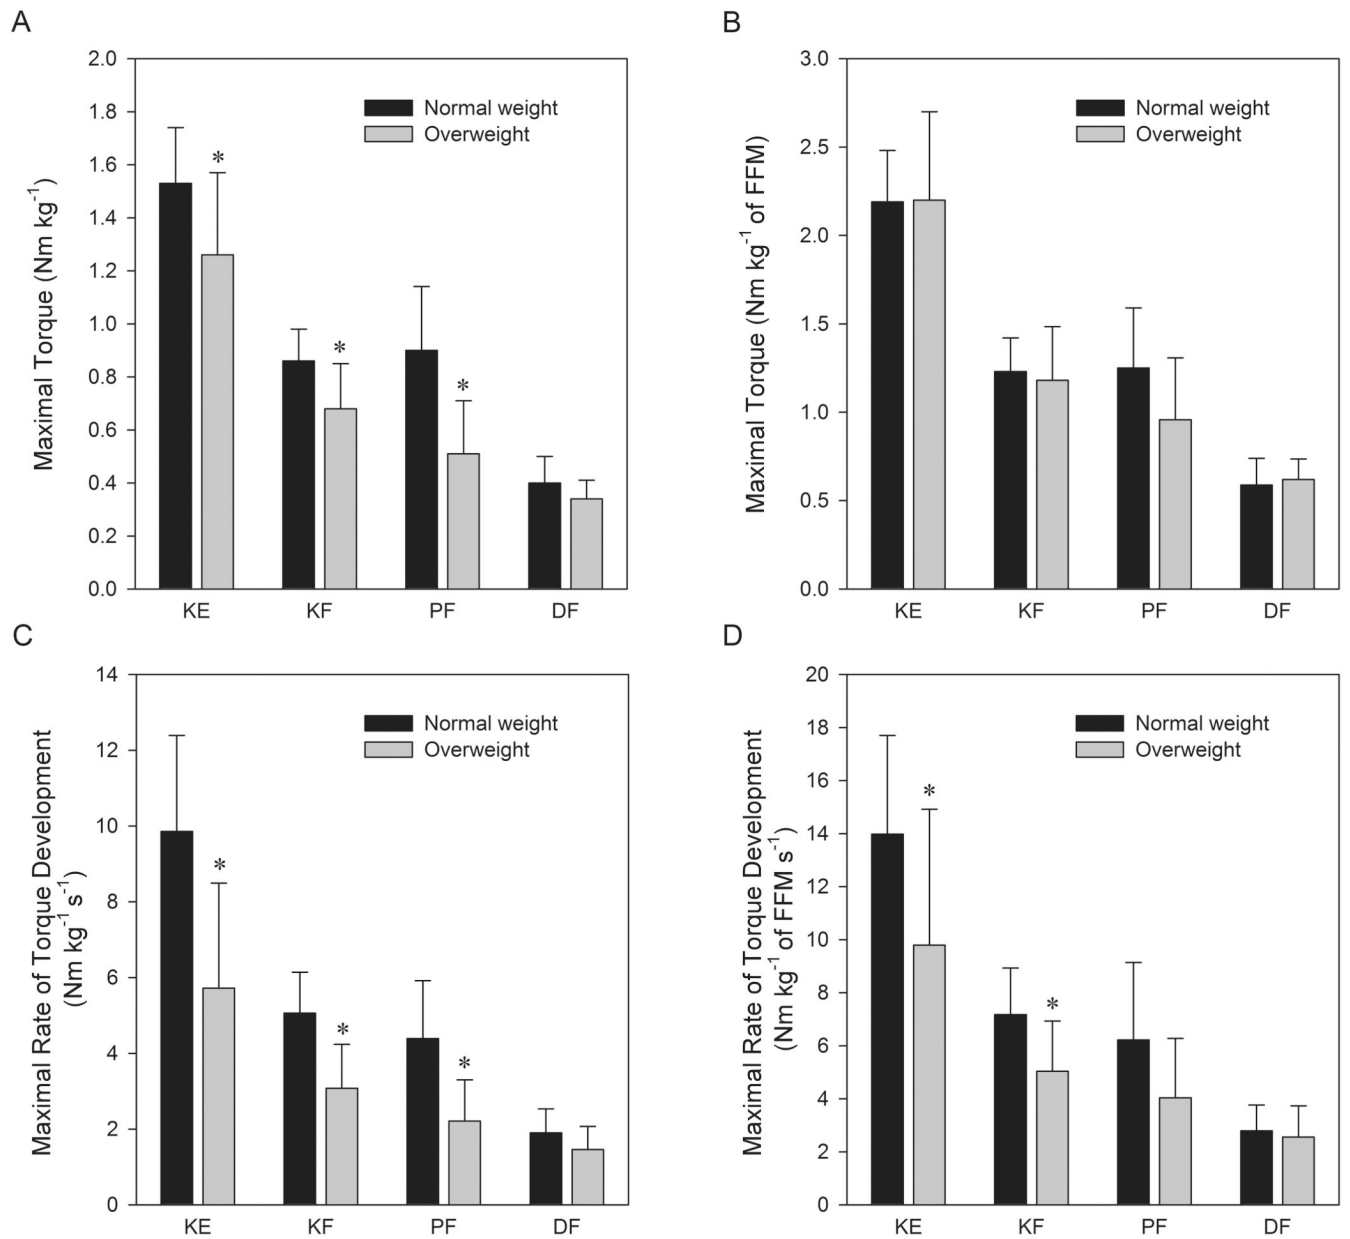 A
Maximal Torque (Nm kg⁻¹)
2.0
1.8
1.6
1.4
1.2
1.0
0.8
0.6
0.4
0.2
0.0
Normal weight
Overweight
*
*
*
KE KF PF DF
B
Maximal Torque (Nm kg⁻¹ of FFM)
3.0
2.5
2.0
1.5
1.0
0.5
0.0
Normal weight
Overweight
KE KF PF DF
C
Maximal Rate of Torque Development
(Nm kg⁻¹ s⁻¹)
14
12
10
8
6
4
2
0
Normal weight
Overweight
*
*
*
KE KF PF DF
D
Maximal Rate of Torque Development
(Nm kg⁻¹ of FFM s⁻¹)
20
18
16
14
12
10
8
6
4
2
0
Normal weight
Overweight
*
*
KE KF PF DF